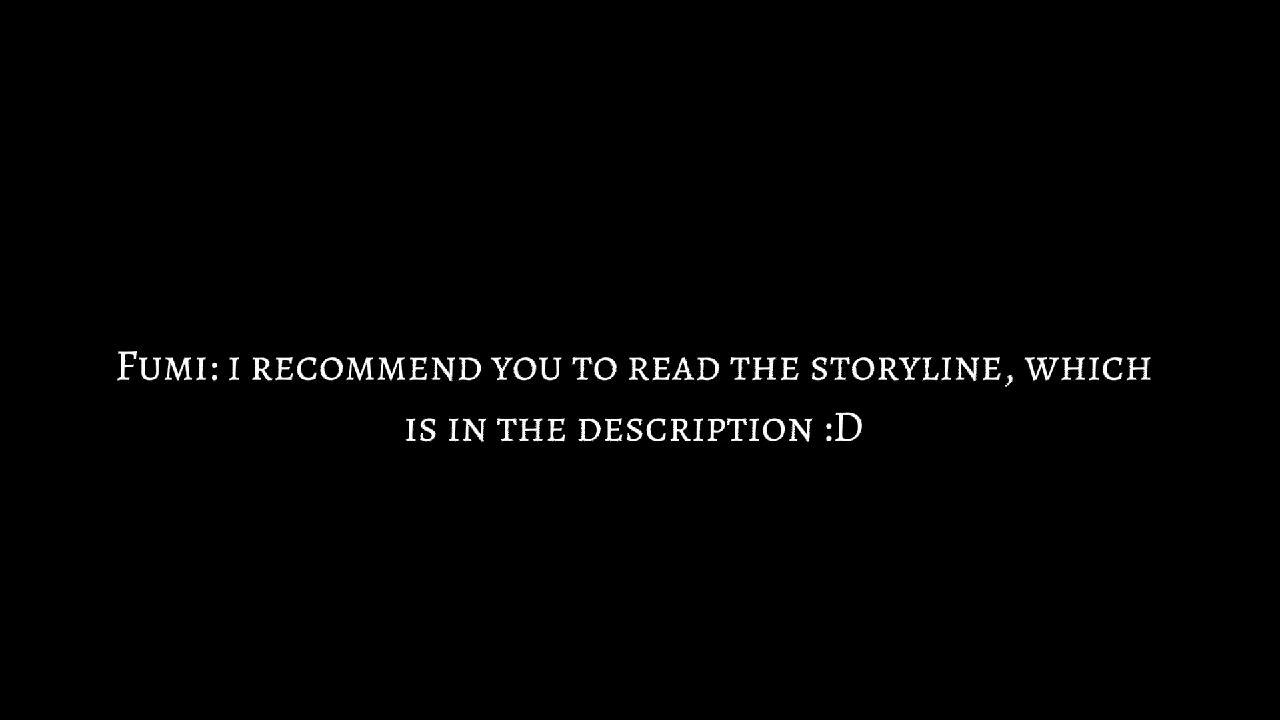 Fumi: i recommend you to read the storyline, which
is in the description :D